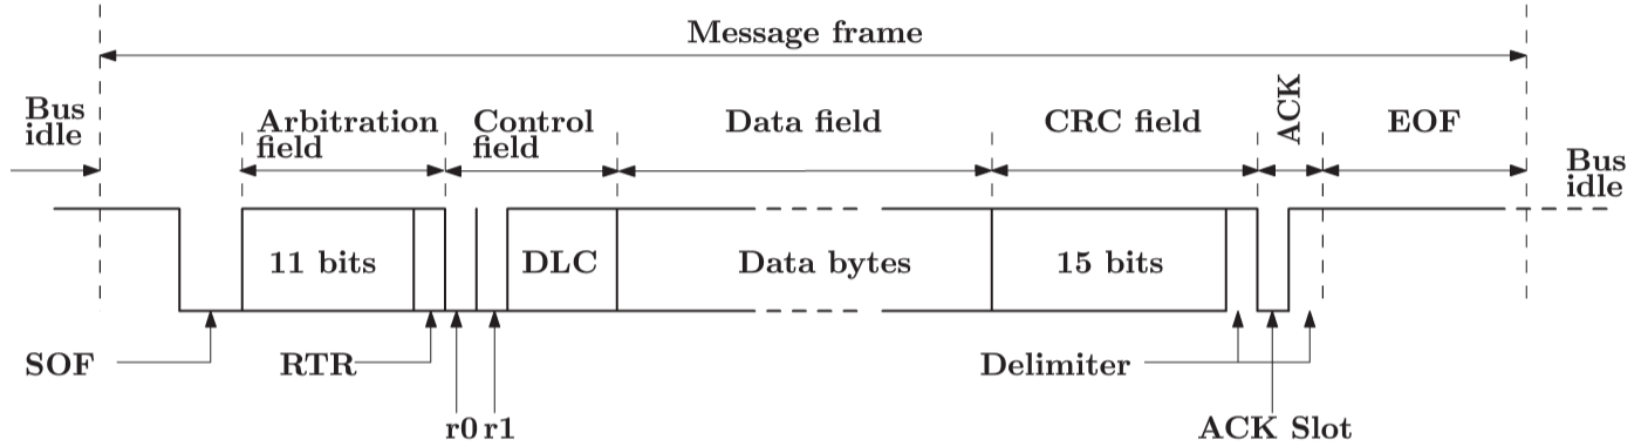 Message frame
Bus
idle
Arbitration
field
Control
field
Data field
CRC field
ACK
EOF
Bus
idle
11 bits
DLC
Data bytes
15 bits
SOF
RTR
Delimiter
r0 r1
ACK Slot